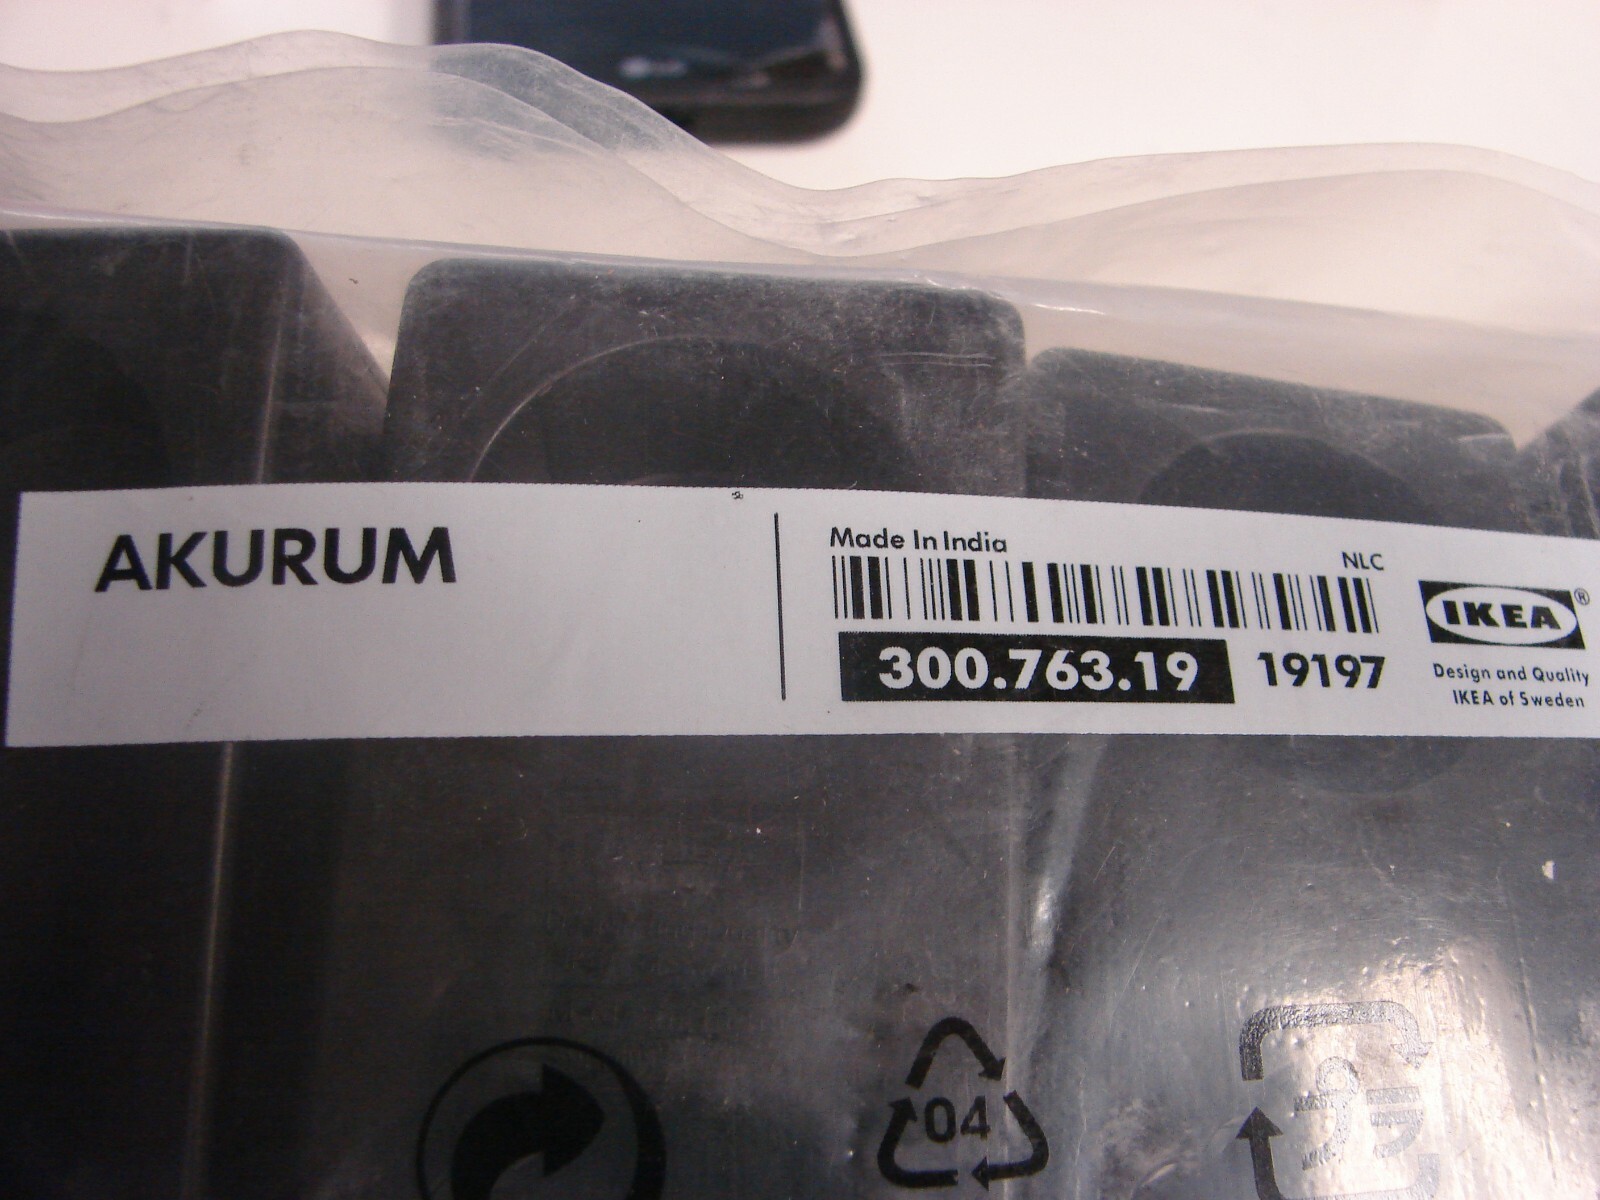 AKURUM
Made In India
NLC
300.763.19
19197
IKEA®
Design and Quality
IKEA of Sweden
04